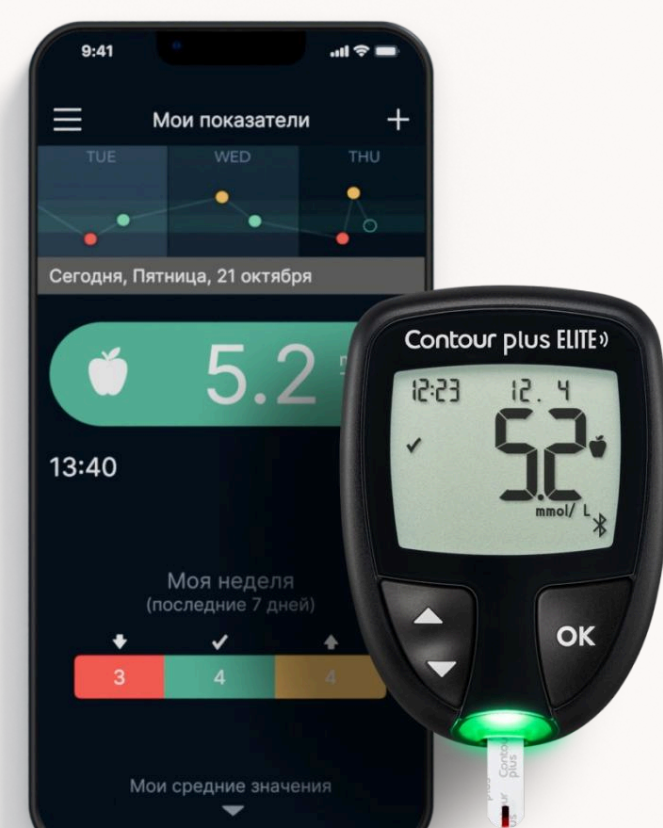 9:41
Мои показатели
+
TUE WED THU
Сегодня, Пятница, 21 октября
5.2
13:40
Моя неделя
(последние 7 дней)
3 4 4
Мои средние значения
Contour plus ELITE
12:23 12. 4
5.2
mmol/ L
OK
Contour
plus